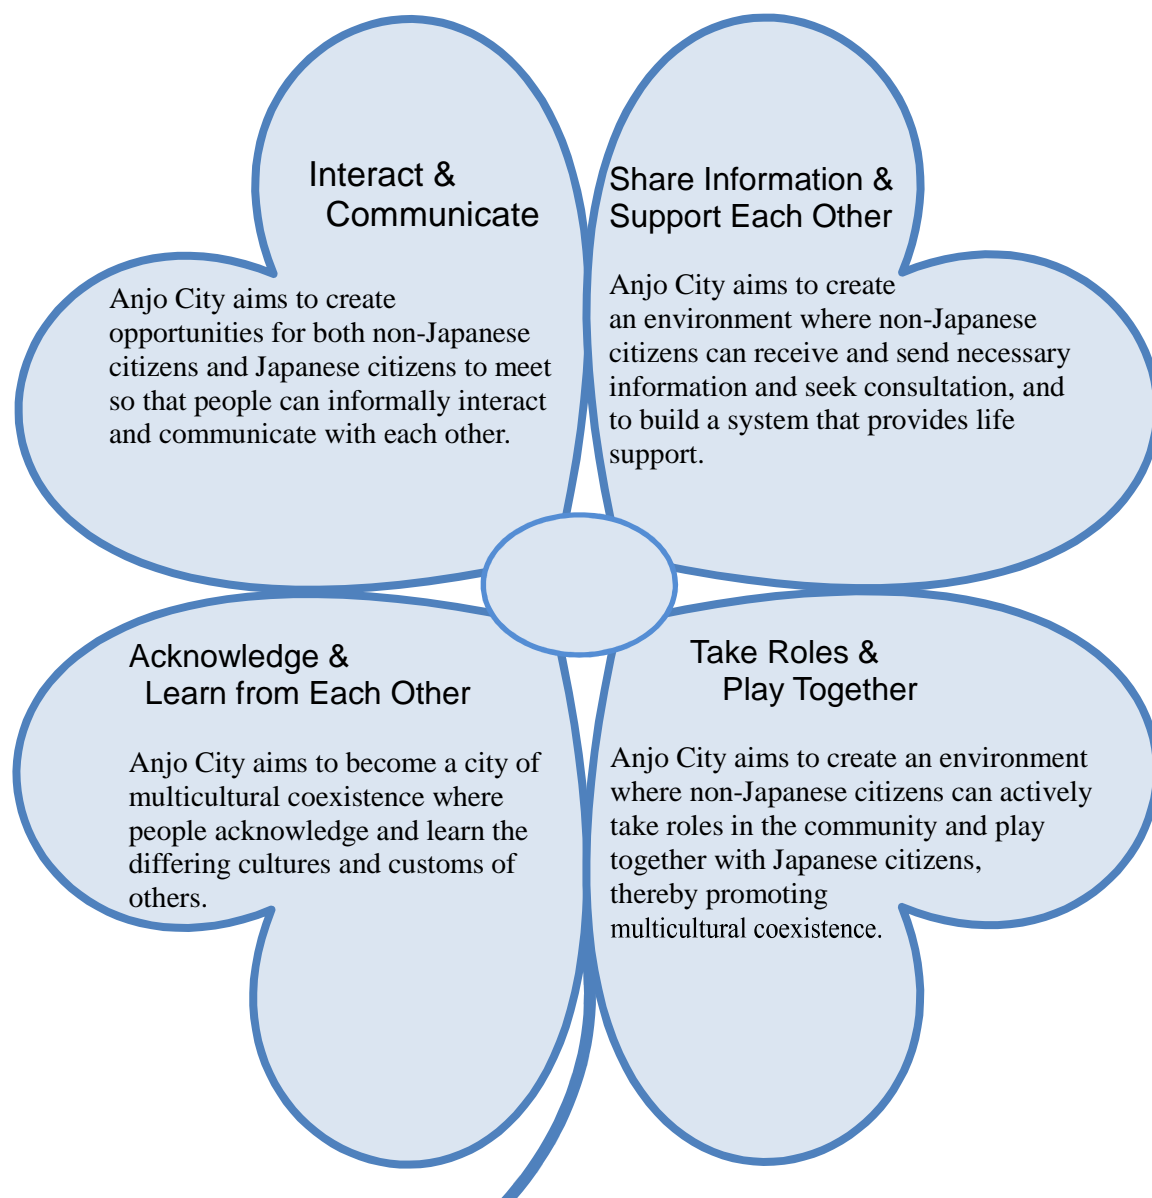 Interact &
Communicate
Anjo City aims to create
opportunities for both non-Japanese
citizens and Japanese citizens to meet
so that people can informally interact
and communicate with each other.
Share Information &
Support Each Other
Anjo City aims to create
an environment where non-Japanese
citizens can receive and send necessary
information and seek consultation, and
to build a system that provides life
support.
Acknowledge &
Learn from Each Other
Anjo City aims to become a city of
multicultural coexistence where
people acknowledge and learn the
differing cultures and customs of
others.
Take Roles &
Play Together
Anjo City aims to create an environment
where non-Japanese citizens can actively
take roles in the community and play
together with Japanese citizens,
thereby promoting
multicultural coexistence.